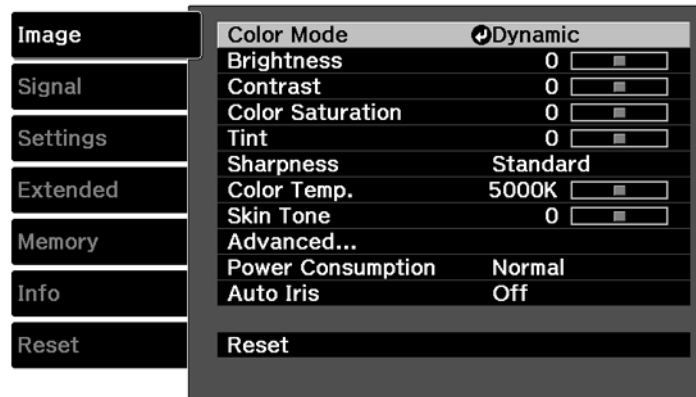 Image
Signal
Settings
Extended
Memory
Info
Reset
Color Mode Dynamic
Brightness 0
Contrast 0
Color Saturation 0
Tint 0
Sharpness Standard
Color Temp. 5000K
Skin Tone 0
Advanced...
Power Consumption Normal
Auto Iris Off
Reset